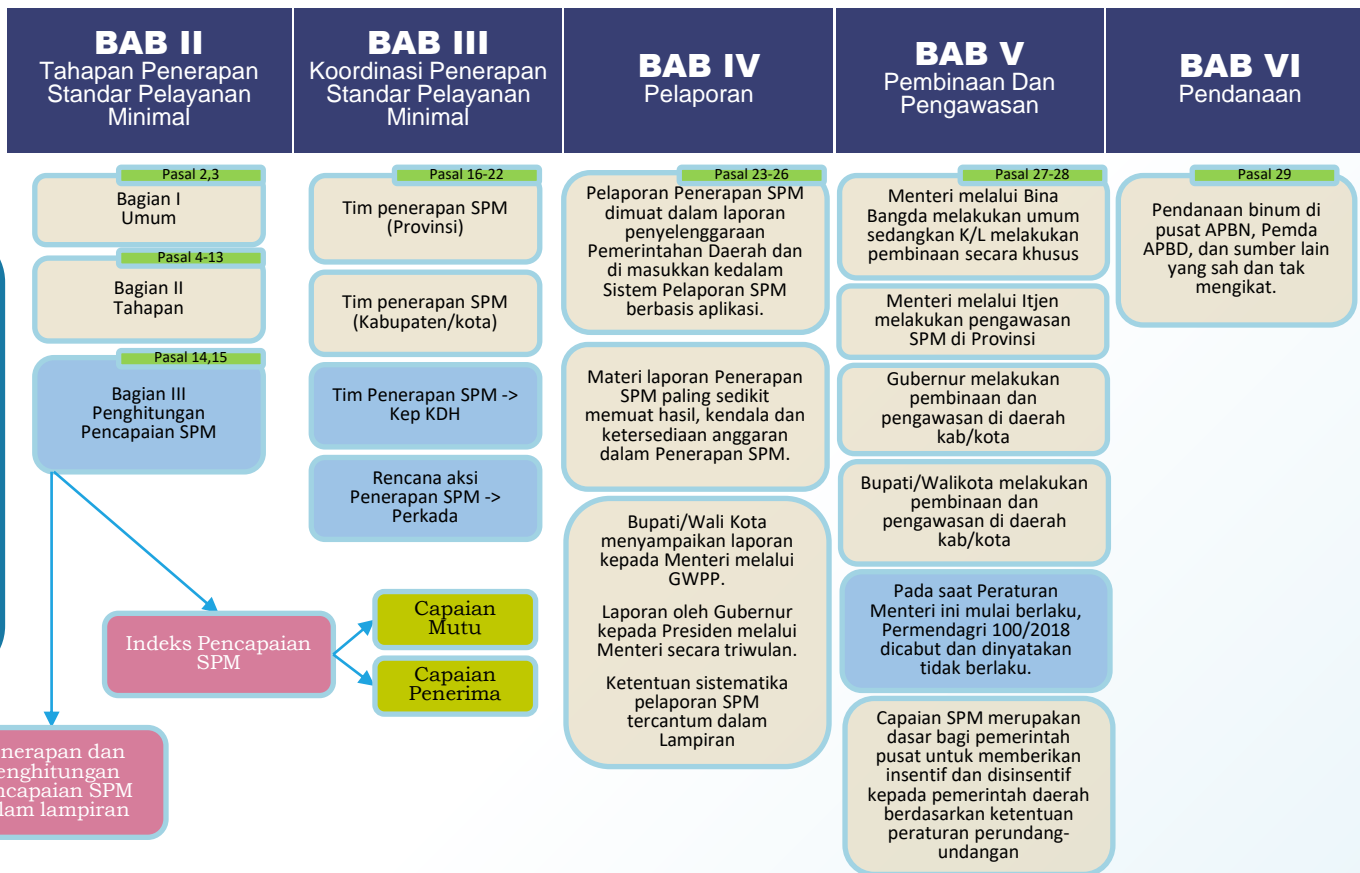 BAB II
Tahapan Penerapan
Standar Pelayanan
Minimal
Pasal 2,3
Bagian I
Umum
Pasal 4-13
Bagian II
Tahapan
Pasal 14,15
Bagian III
Penghitungan
Pencapaian SPM
Indeks Pencapaian
SPM
Capaian
Mutu
Capaian
Penerima
nerapan dan
enghitungan
ncapaian SPM
lam lampiran
BAB III
Koordinasi Penerapan
Standar Pelayanan
Minimal
Pasal 16-22
Tim penerapan SPM
(Provinsi)
Tim penerapan SPM
(Kabupaten/kota)
Tim Penerapan SPM ->
Kep KDH
Rencana aksi
Penerapan SPM ->
Perkada
BAB IV
Pelaporan
Pasal 23-26
Pelaporan Penerapan SPM
dimuat dalam laporan
penyelenggaraan
Pemerintahan Daerah dan
di masukkan kedalam
Sistem Pelaporan SPM
berbasis aplikasi.
Materi laporan Penerapan
SPM paling sedikit
memuat hasil, kendala dan
ketersediaan anggaran
dalam Penerapan SPM.
Bupati/Wali Kota
menyampaikan laporan
kepada Menteri melalui
GWPP.
Laporan oleh Gubernur
kepada Presiden melalui
Menteri secara triwulan.
Ketentuan sistematika
pelaporan SPM
tercantum dalam
Lampiran
BAB V
Pembinaan Dan
Pengawasan
Pasal 27-28
Menteri melalui Bina
Bangda melakukan umum
sedangkan K/L melakukan
pembinaan secara khusus
Menteri melalui Itjen
melakukan pengawasan
SPM di Provinsi
Gubernur melakukan
pembinaan dan
pengawasan di daerah
kab/kota
Bupati/Walikota melakukan
pembinaan dan
pengawasan di daerah
kab/kota
Pada saat Peraturan
Menteri ini mulai berlaku,
Permendagri 100/2018
dicabut dan dinyatakan
tidak berlaku.
Capaian SPM merupakan
dasar bagi pemerintah
pusat untuk memberikan
insentif dan disinsentif
kepada pemerintah daerah
berdasarkan ketentuan
peraturan perundang-
undangan
BAB VI
Pendanaan
Pasal 29
Pendanaan binum di
pusat APBN, Pemda
APBD, dan sumber lain
yang sah dan tak
mengikat.